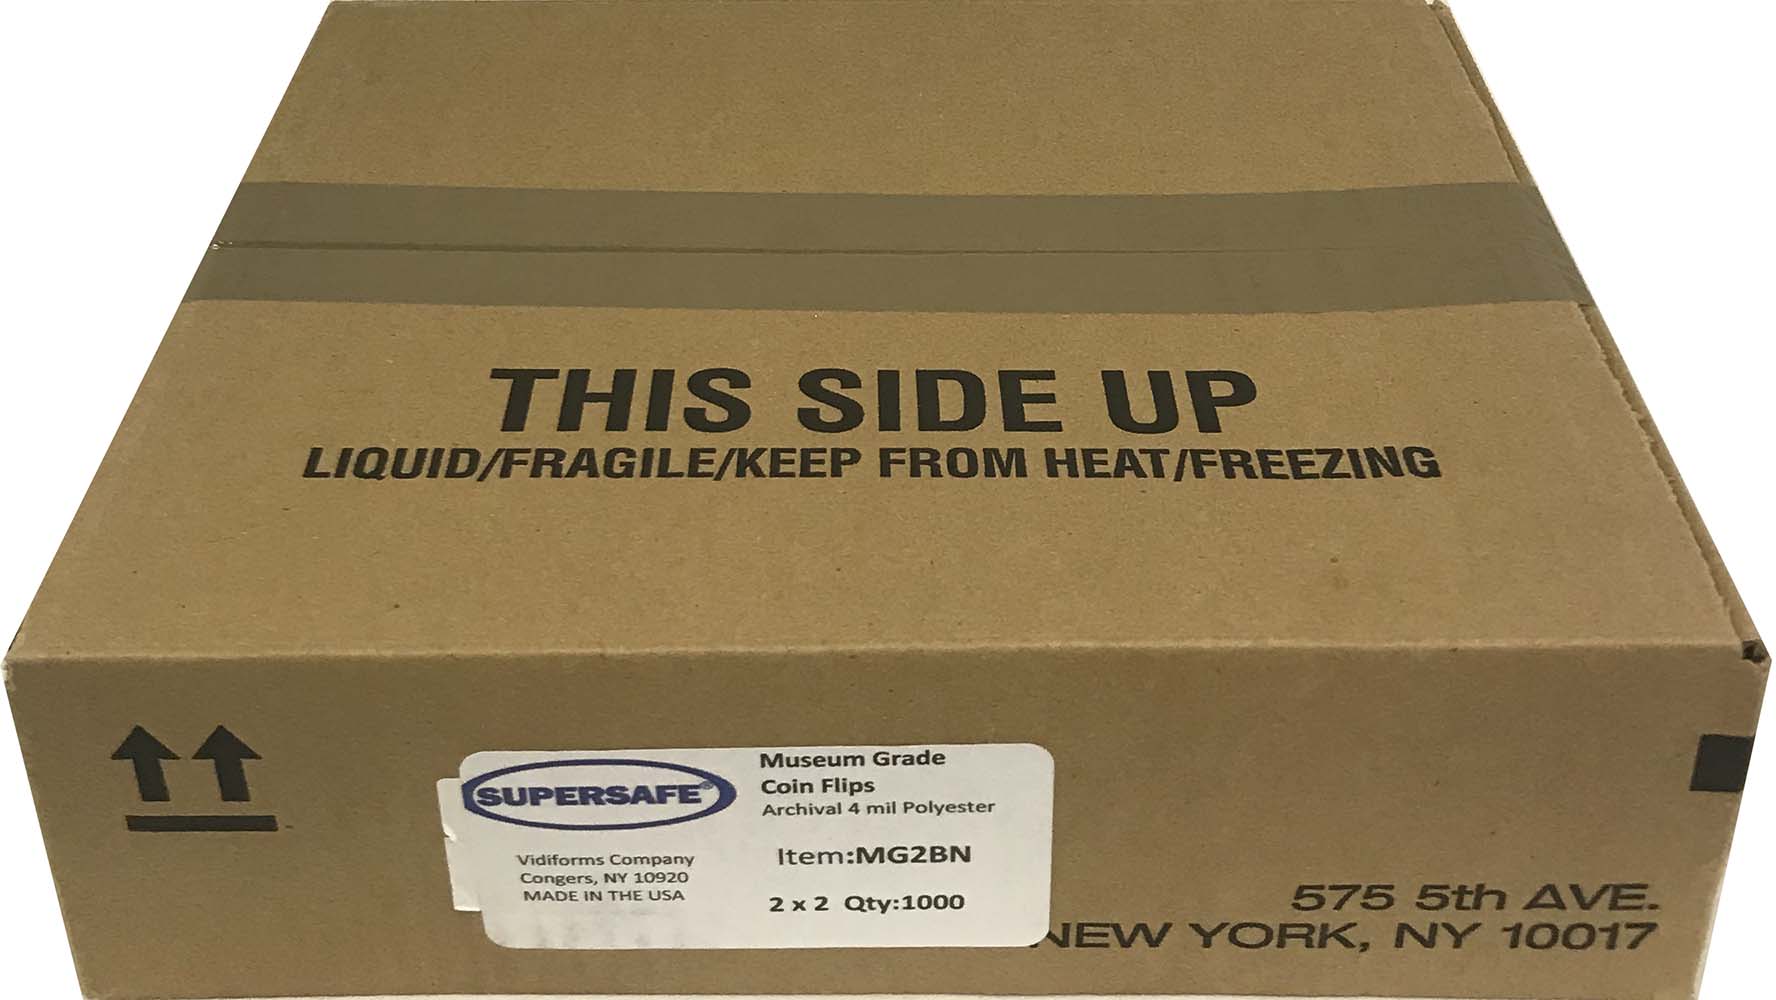 THIS SIDE UP
LIQUID/FRAGILE/KEEP FROM HEAT/FREEZING
SUPERSAFE®
Vidiforms Company
Congers, NY 10920
MADE IN THE USA
Museum Grade
Coin Flips
Archival 4 mil Polyester
Item:MG2BN
2 x 2 Qty:1000
575 5th AVE.
NEW YORK, NY 10017